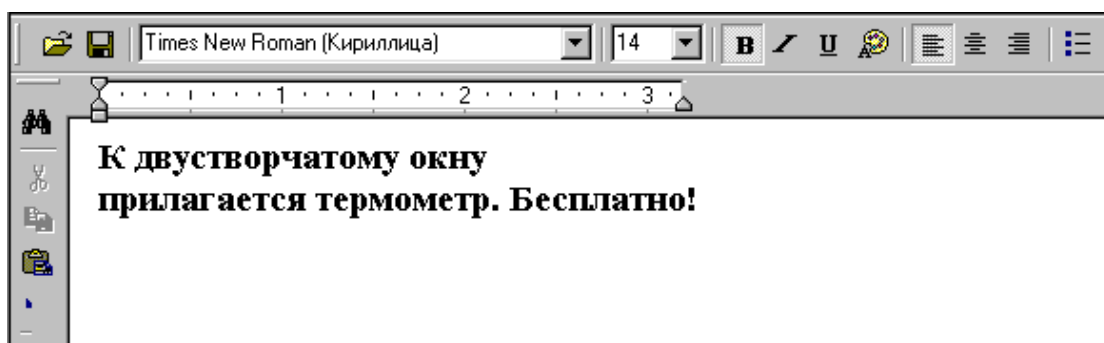 Times New Roman (Кириллица) 14 B I U
1 2 3
К двустворчатому окну
прилагается термометр. Бесплатно!